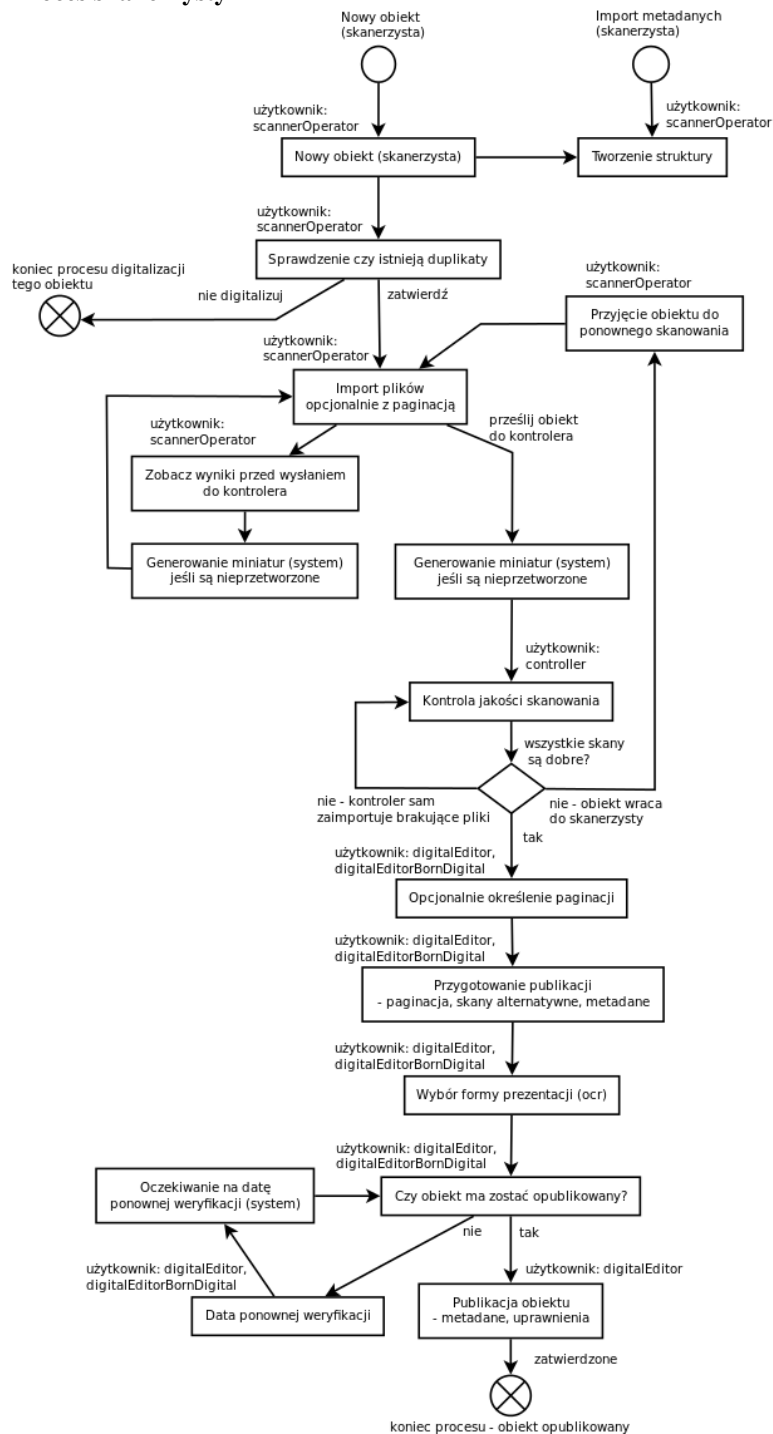 Nowy obiekt
(skanerzysta)
Import metadanych
(skanerzysta)
użytkownik:
scannerOperator
użytkownik:
scannerOperator
Nowy obiekt (skanerzysta)
Tworzenie struktury
użytkownik:
scannerOperator
Sprawdzenie czy istnieją duplikaty
koniec procesu digitalizacji
tego obiektu
nie digitalizuj
zatwierdź
użytkownik:
scannerOperator
Przyjęcie obiektu do
ponownego skanowania
użytkownik:
scannerOperator
Import plików
opcjonalnie z paginacją
użytkownik:
scannerOperator
prześlij obiekt
do kontrolera
Zobacz wyniki przed wysłaniem
do kontrolera
Generowanie miniatur (system)
jeśli są nieprzetworzone
Generowanie miniatur (system)
jeśli są nieprzetworzone
użytkownik:
controller
Kontrola jakości skanowania
wszystkie skany
są dobre?
nie - kontroler sam
zaimportuje brakujące pliki
nie - obiekt wraca
do skanerzysty
tak
użytkownik: digitalEditor,
digitalEditorBornDigital
Opcjonalnie określenie paginacji
użytkownik: digitalEditor,
digitalEditorBornDigital
Przygotowanie publikacji
- paginacja, skany alternatywne, metadane
użytkownik: digitalEditor,
digitalEditorBornDigital
Wybór formy prezentacji (ocr)
użytkownik: digitalEditor,
digitalEditorBornDigital
Oczekiwanie na datę
ponownej weryfikacji (system)
Czy obiekt ma zostać opublikowany?
nie
tak
użytkownik: digitalEditor,
digitalEditorBornDigital
użytkownik: digitalEditor
Data ponownej weryfikacji
Publikacja obiektu
- metadane, uprawnienia
zatwierdzone
koniec procesu - obiekt opublikowany